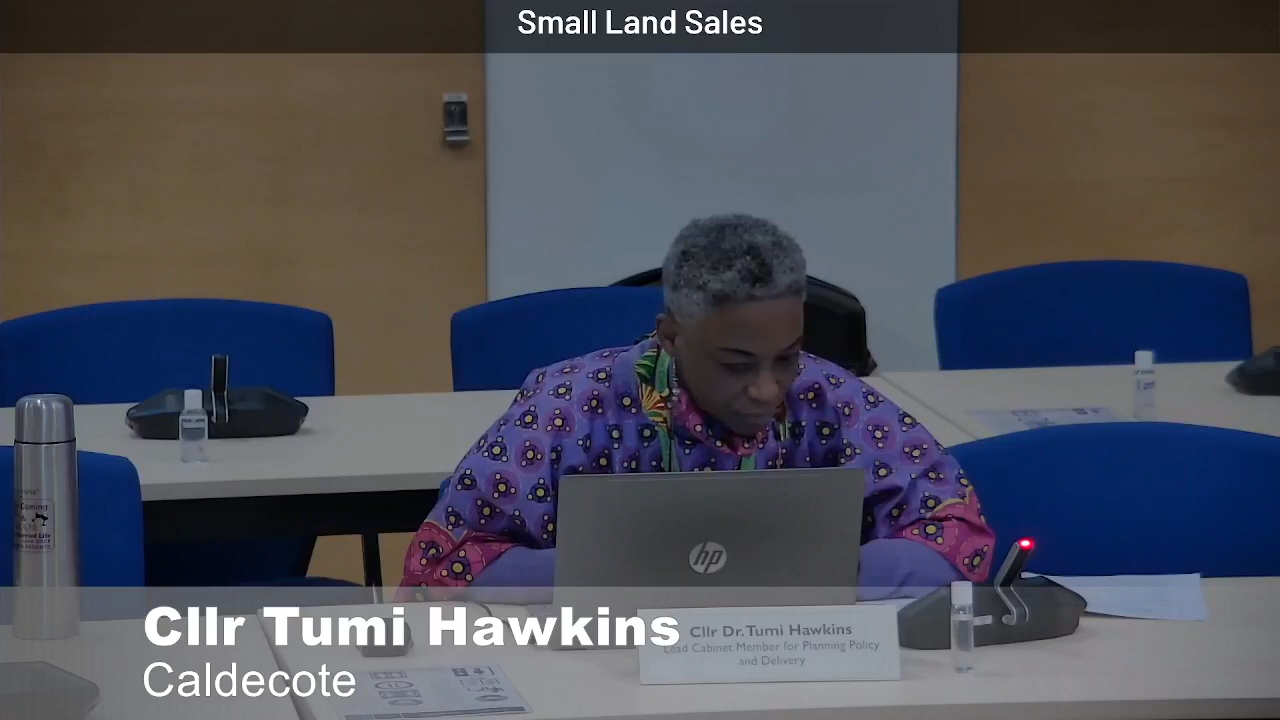 Small Land Sales
hp
Cllr Tumi Hawkins
Caldecote
Cllr Dr. Tumi Hawkins
Lead Cabinet Member for Planning Policy
and Delivery